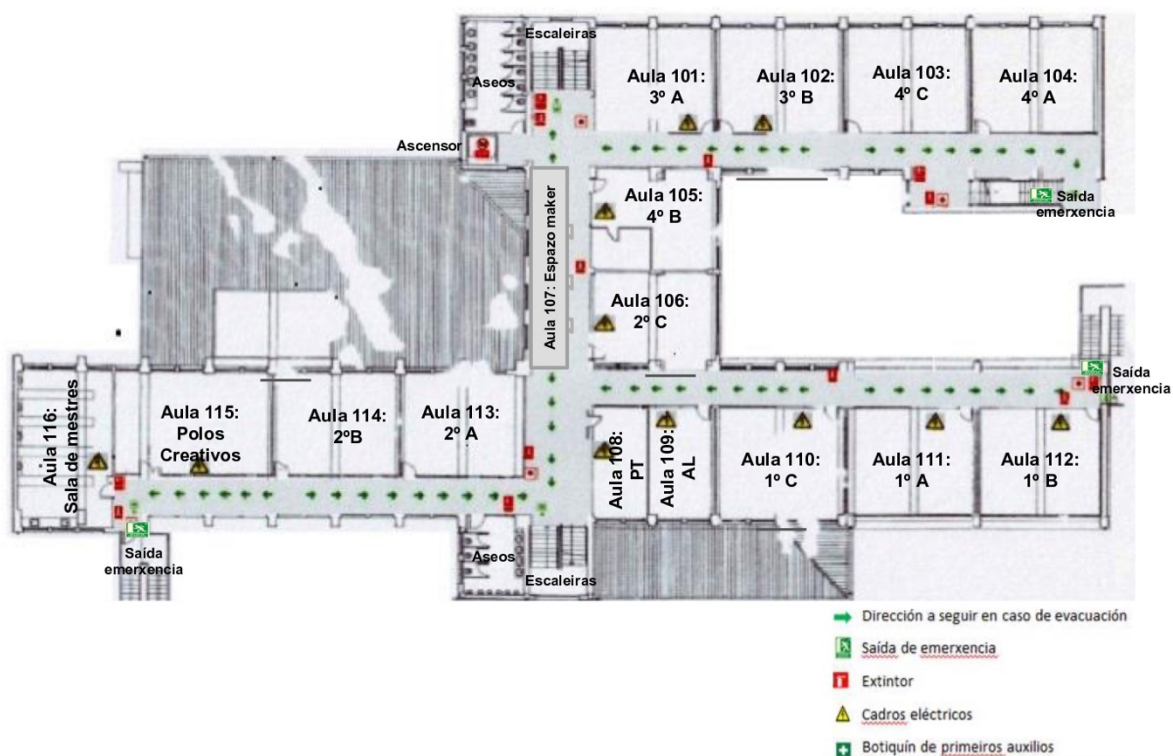 Escaleiras
Aseos
Aula 101:
3º A
Aula 102:
3º B
Aula 103:
4º C
Aula 104:
4º A
Ascensor
Aula 105:
4º B
Saída
emerxencia
Aula 107: Espazo maker
Aula 106:
2º C
Saída
emerxencia
Aula 116:
Sala de mestres
Aula 115:
Polos
Creativos
Aula 114:
2ºB
Aula 113:
2º A
Aula 108:
PT
Aula 109:
AL
Aula 110:
1º C
Aula 111:
1º A
Aula 112:
1º B
Saída
emerxencia
Aseos
Escaleiras
Dirección a seguir en caso de evacuación
Saída de emerxencia
Extintor
Cadros eléctricos
Botiquín de primeiros auxilios